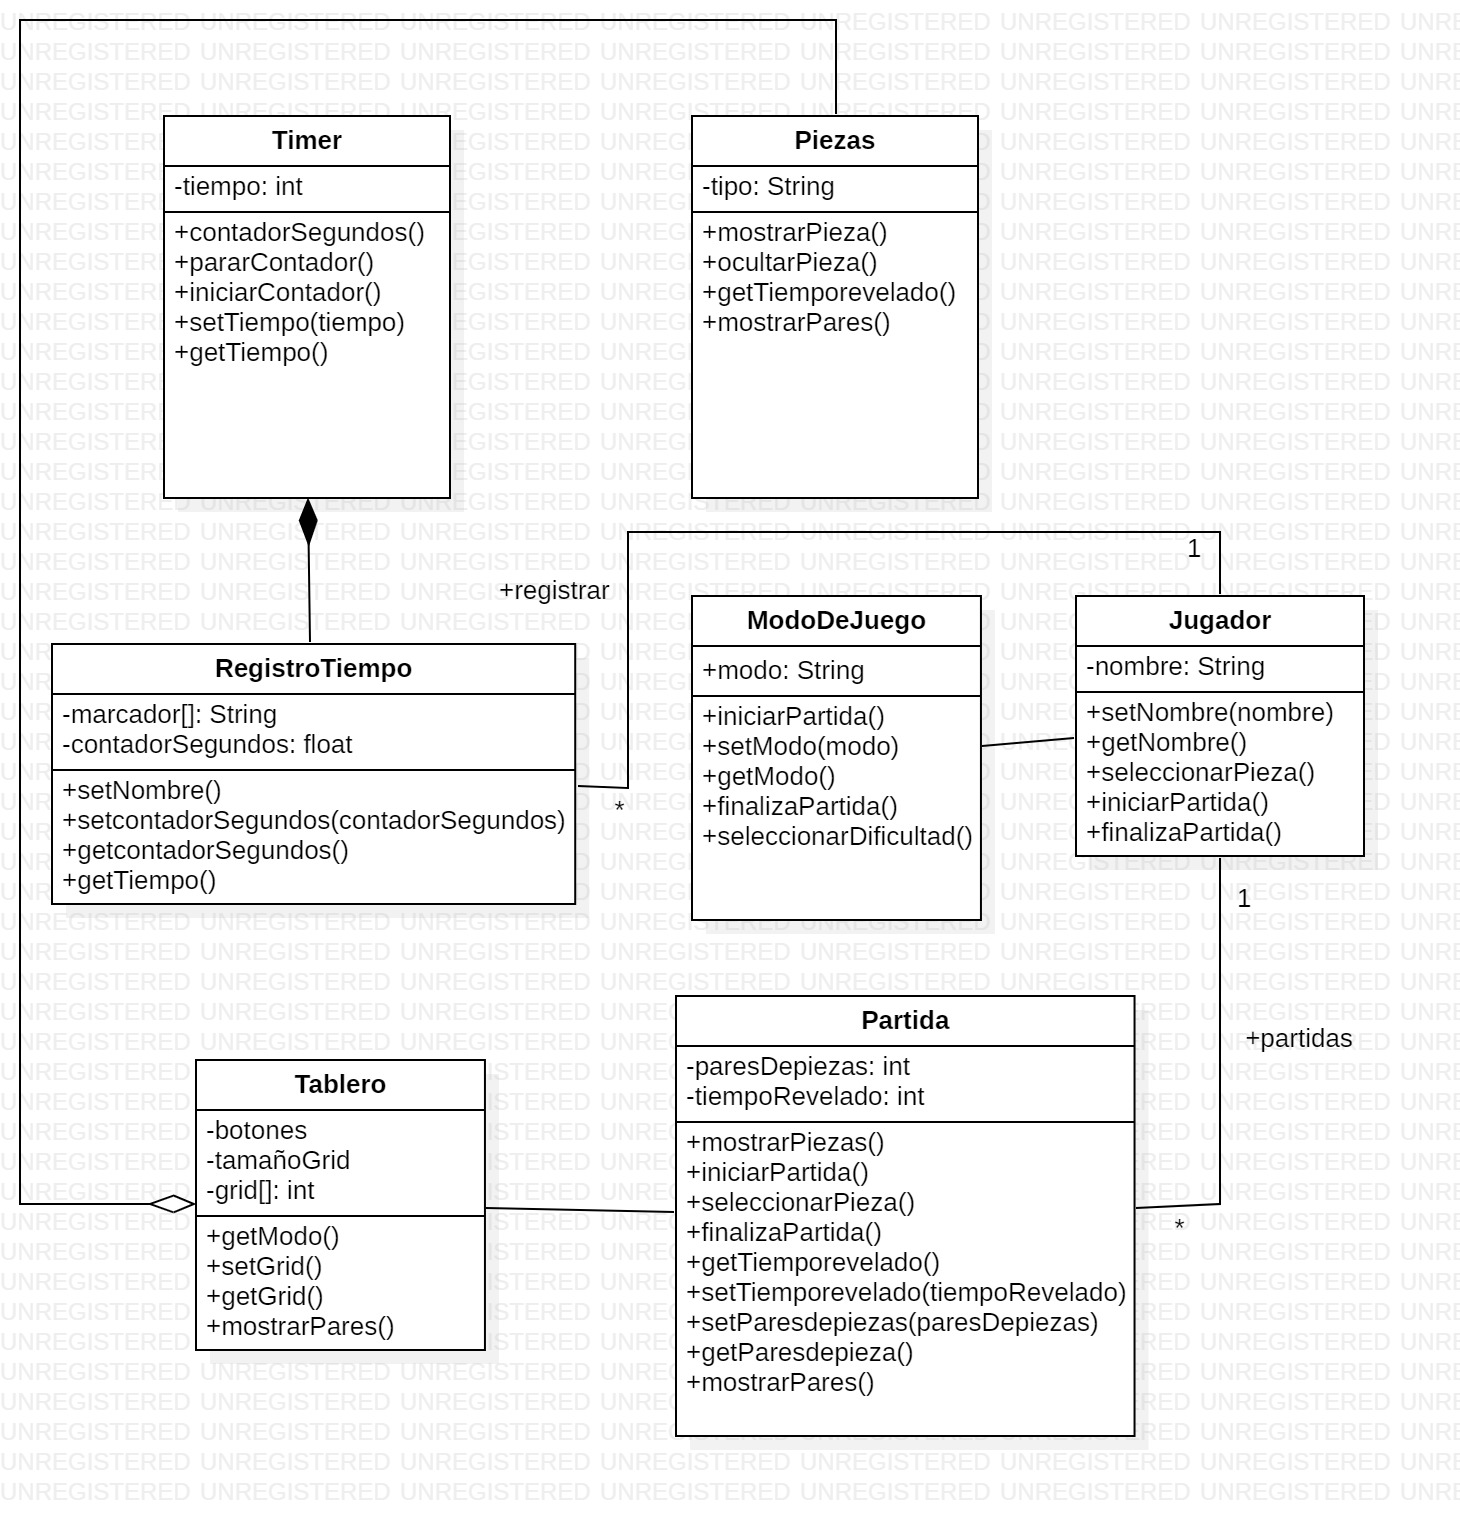 Timer
-tiempo: int
+contadorSegundos()
+pararContador()
+iniciarContador()
+setTiempo(tiempo)
+getTiempo()
Piezas
-tipo: String
+mostrarPieza()
+ocultarPieza()
+getTiemporevelado()
+mostrarPares()
+registrar
1
*
RegistroTiempo
-marcador[]: String
-contadorSegundos: float
+setNombre()
+setcontadorSegundos(contadorSegundos)
+getcontadorSegundos()
+getTiempo()
ModoDeJuego
+modo: String
+iniciarPartida()
+setModo(modo)
+getModo()
+finalizaPartida()
+seleccionarDificultad()
Jugador
-nombre: String
+setNombre(nombre)
+getNombre()
+seleccionarPieza()
+iniciarPartida()
+finalizaPartida()
1
+partidas
*
Tablero
-botones
-tamañoGrid
-grid[]: int
+getModo()
+setGrid()
+getGrid()
+mostrarPares()
Partida
-paresDepiezas: int
-tiempoRevelado: int
+mostrarPiezas()
+iniciarPartida()
+seleccionarPieza()
+finalizaPartida()
+getTiemporevelado()
+setTiemporevelado(tiempoRevelado)
+setParesdepiezas(paresDepiezas)
+getParesdepieza()
+mostrarPares()
UNREGISTERED